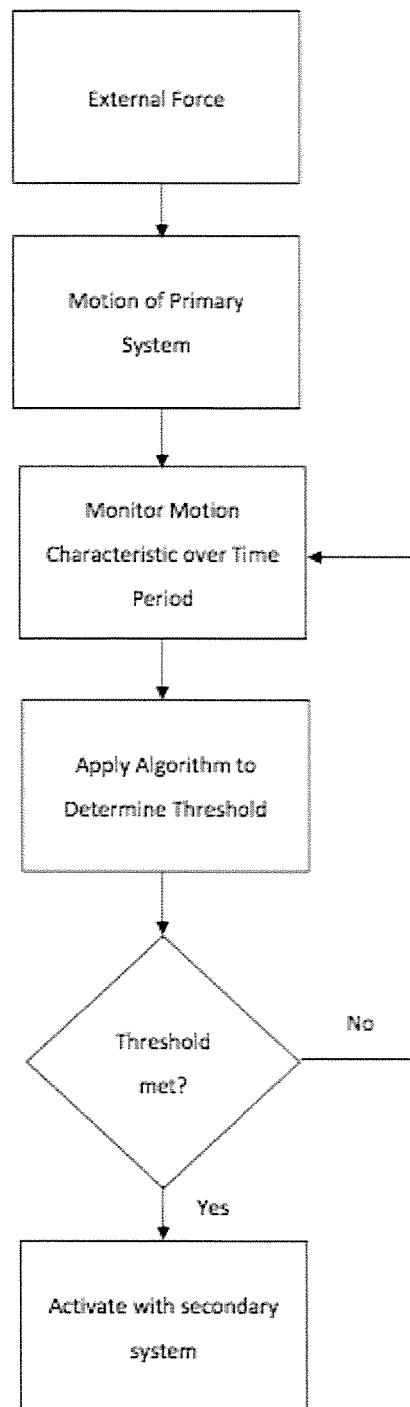 External Force
Motion of Primary
System
Monitor Motion
Characteristic over Time
Period
Apply Algorithm to
Determine Threshold
Threshold
met?
No
Yes
Activate with secondary
system